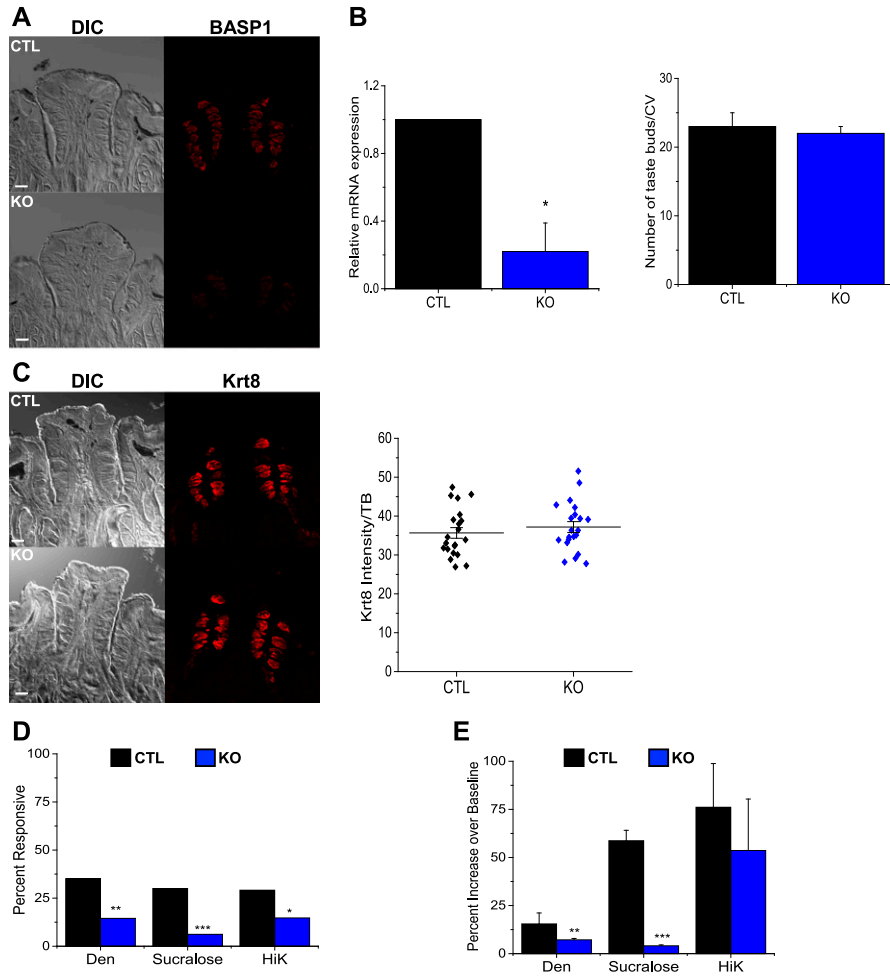 A
DIC
BASP1
CTL
KO
B
Relative mRNA expression
1.2
0.8
0.4
0.0
*
CTL
KO
Number of taste buds/CV
30
20
10
0
CTL
KO
C
DIC
Krt8
CTL
KO
Krt8 Intensity/TB
60
50
40
30
20
10
0
CTL
KO
D
CTL
KO
Percent Responsive
100
75
50
25
0
**
***
*
Den
Sucralose
HiK
E
CTL
KO
Percent Increase over Baseline
100
75
50
25
0
**
***
Den
Sucralose
HiK